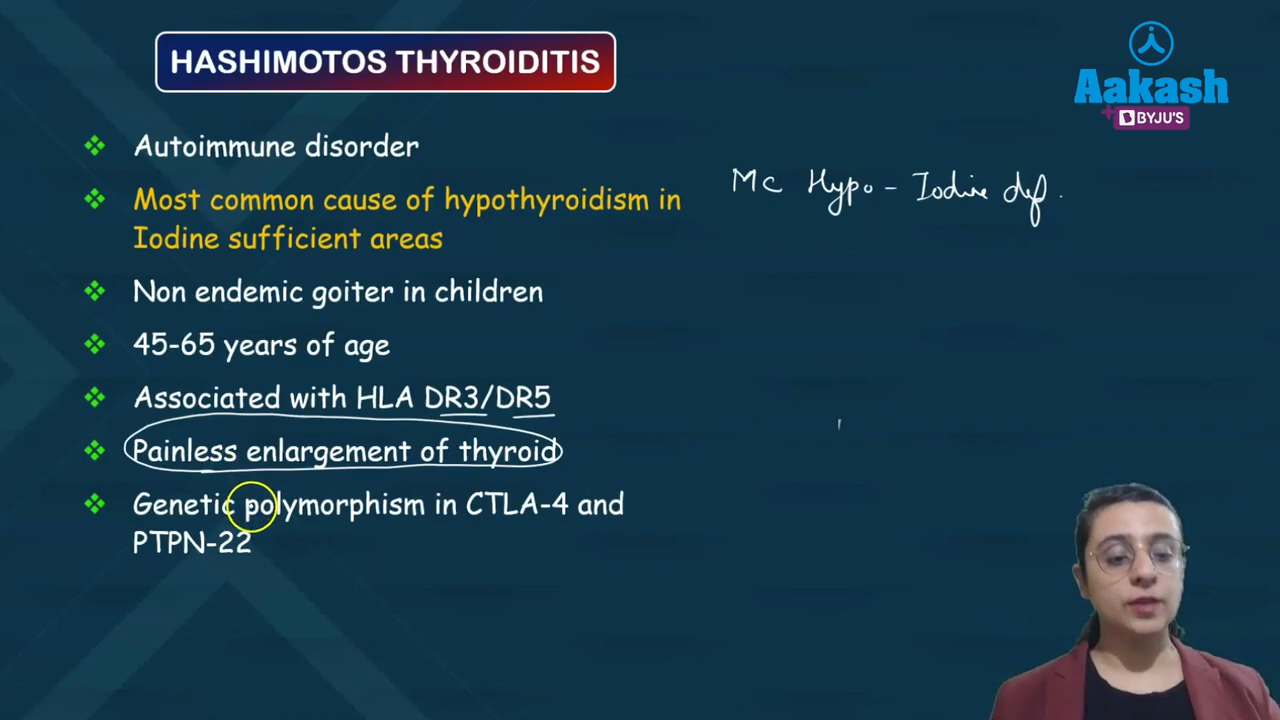 HASHIMOTOS THYROIDITIS
Aakash
+ BYJU'S
Autoimmune disorder
Most common cause of hypothyroidism in
Iodine sufficient areas
Mc Hypo - Iodine def.
Non endemic goiter in children
45-65 years of age
Associated with HLA DR3/DR5
Painless enlargement of thyroid
Genetic polymorphism in CTLA-4 and
PTPN-22